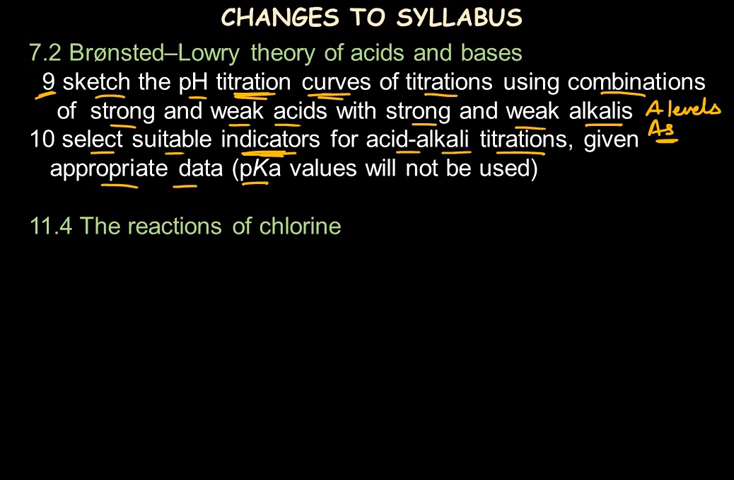 CHANGES TO SYLLABUS
7.2 Brønsted–Lowry theory of acids and bases
9 sketch the pH titration curves of titrations using combinations
of strong and weak acids with strong and weak alkalis A levels
As
10 select suitable indicators for acid-alkali titrations, given
appropriate data (pKa values will not be used)
11.4 The reactions of chlorine